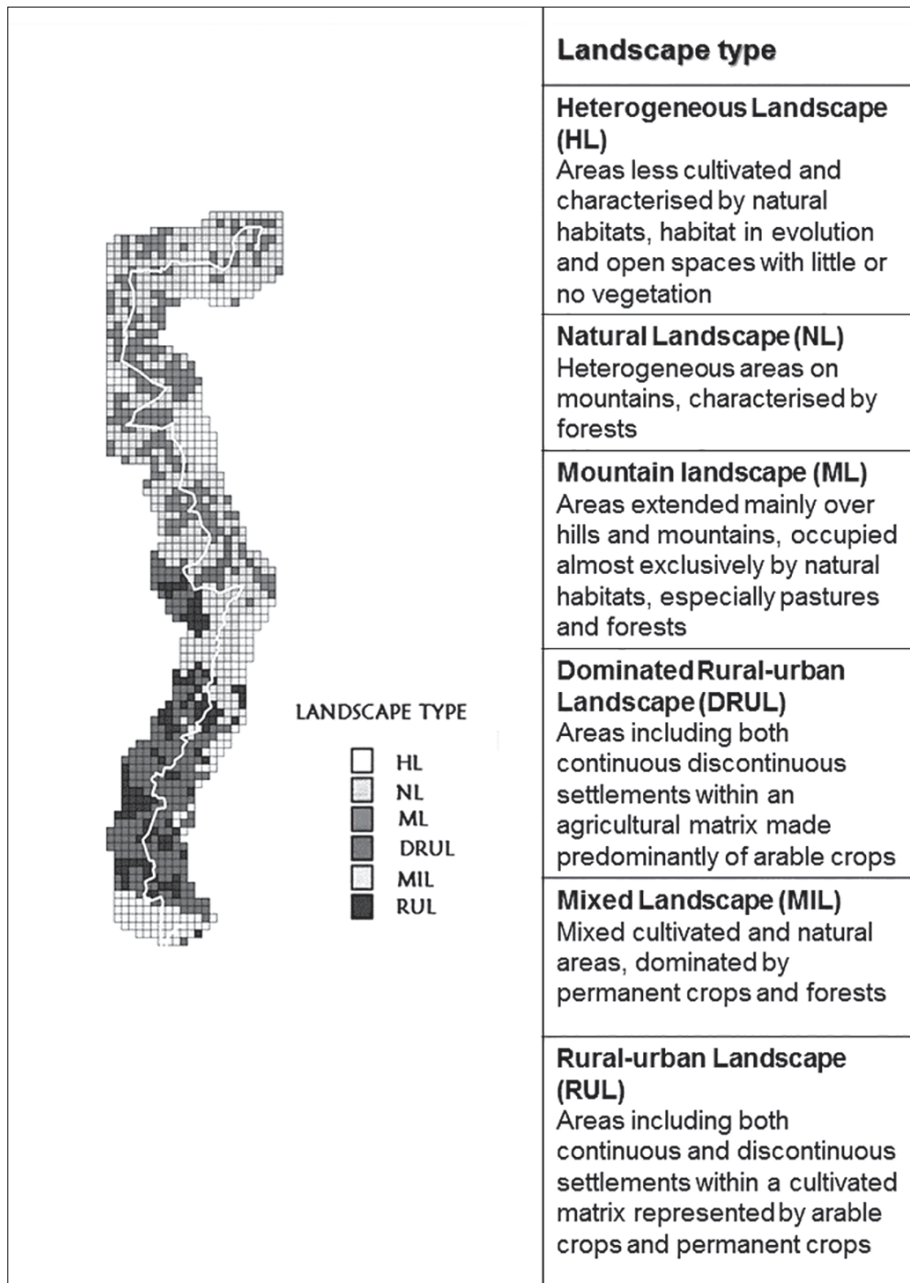 LANDSCAPE TYPE
HL
NL
ML
DRUL
MIL
RUL
Landscape type
Heterogeneous Landscape
(HL)
Areas less cultivated and
characterised by natural
habitats, habitat in evolution
and open spaces with little or
no vegetation
Natural Landscape (NL)
Heterogeneous areas on
mountains, characterised by
forests
Mountain landscape (ML)
Areas extended mainly over
hills and mountains, occupied
almost exclusively by natural
habitats, especially pastures
and forests
Dominated Rural-urban
Landscape (DRUL)
Areas including both
continuous discontinuous
settlements within an
agricultural matrix made
predominantly of arable crops
Mixed Landscape (MIL)
Mixed cultivated and natural
areas, dominated by
permanent crops and forests
Rural-urban Landscape
(RUL)
Areas including both
continuous and discontinuous
settlements within a cultivated
matrix represented by arable
crops and permanent crops